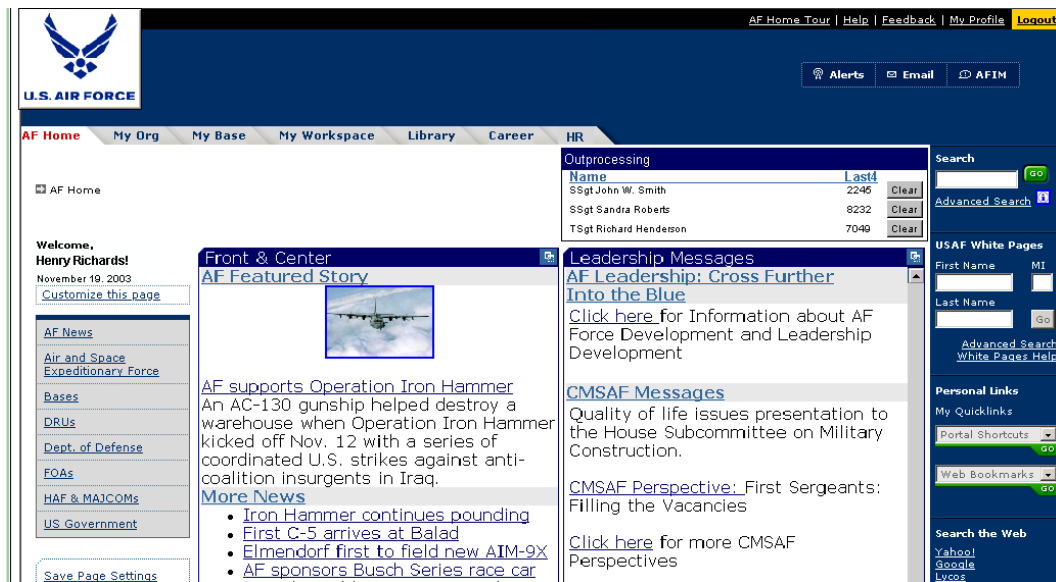 AF Home Tour | Help | Feedback | My Profile Logout
U.S. AIR FORCE
Alerts Email AFIM
AF Home My Org My Base My Workspace Library Career HR
AF Home
Outprocessing
Name Last4
SSgt John W. Smith 2245 Clear
SSgt Sandra Roberts 8232 Clear
TSgt Richard Henderson 7049 Clear
Welcome,
Henry Richards!
November 19, 2003
Customize this page
AF News
Air and Space
Expeditionary Force
Bases
DRUs
Dept. of Defense
FOAs
HAF & MAJCOMs
US Government
Save Page Settings
Front & Center
AF Featured Story
AF supports Operation Iron Hammer
An AC-130 gunship helped destroy a
warehouse when Operation Iron Hammer
kicked off Nov. 12 with a series of
coordinated U.S. strikes against anti-
coalition insurgents in Iraq.
More News
• Iron Hammer continues pounding
• First C-5 arrives at Balad
• Elmendorf first to field new AIM-9X
• AF sponsors Busch Series race car
Leadership Messages
AF Leadership: Cross Further
Into the Blue
Click here for Information about AF
Force Development and Leadership
Development
CMSAF Messages
Quality of life issues presentation to
the House Subcommittee on Military
Construction.
CMSAF Perspective: First Sergeants:
Filling the Vacancies
Click here for more CMSAF
Perspectives
Search
GO
Advanced Search
USAF White Pages
First Name MI
Last Name
Go
Advanced Search
White Pages Help
Personal Links
My Quicklinks
Portal Shortcuts
GO
Web Bookmarks
GO
Search the Web
Yahoo!
Google
Lycos